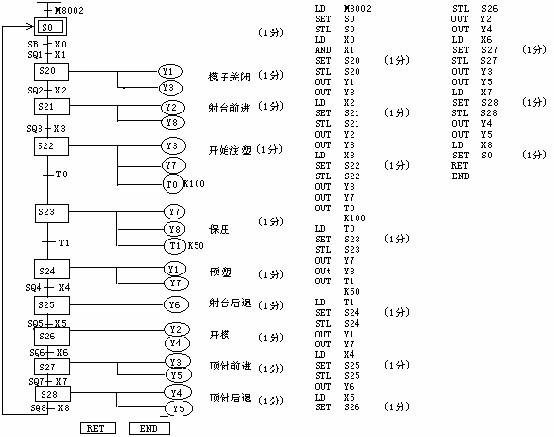 M8002
S0 (1分)
SB X0
SQ1 X1
S20 Y1 模子关闭 (1分)
Y3
SQ2 X2
S21 Y2 射台前进 (1分)
Y8
SQ3 X3
S22 Y3 开始注塑 (1分)
Y7
T0 K100
T0
S23 Y7 (1分)
Y8 保压
T1 K50
T1
S24 Y1 预塑 (1分)
Y7
SQ4 X4
S25 Y6 射台后退 (1分)
SQ5 X5
S26 Y2 开模 (1分)
Y4
SQ6 X6
S27 Y3 顶针前进 (1分)
Y5
SQ7 X7
S28 Y4 顶针后退 (1分)
Y5
SQ8 X8
RET END
LD M8002
SET S0
STL S0
LD X0
AND X1
SET S20 (1分)
STL S20
OUT Y1
OUT Y3
LD X2
SET S21 (1分)
STL S21
OUT Y2
OUT Y8
LD X3
SET S22 (1分)
STL S22
OUT Y3
OUT Y7
OUT T0
K100
LD T0
SET S23 (1分)
STL S23
OUT Y7
OUT Y8
OUT T1
K50
LD T1
SET S24 (1分)
STL S24
OUT Y1
OUT Y7
LD X4
SET S25 (1分)
STL S25
OUT Y6
LD X5
SET S26 (1分)
STL S26
OUT Y2
OUT Y4
LD X6
SET S27 (1分)
STL S27
OUT Y3
OUT Y5
LD X7
SET S28 (1分)
STL S28
OUT Y4
OUT Y5
LD X8
SET S0 (1分)
RET
END